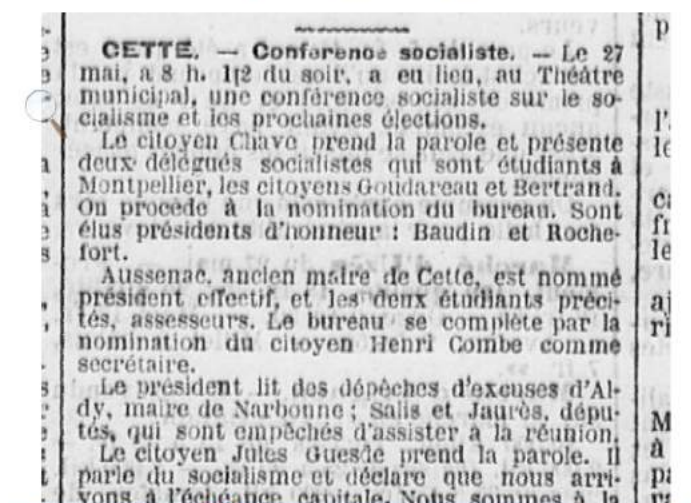 CETTE. — Conférence socialiste. — Le 27
mai, à 8 h. 1|2 du soir, a eu lieu, au Théâtre
municipal, une conférence socialiste sur le so-
cialisme et les prochaines élections.
Le citoyen Chave prend la parole et présente
deux délégués socialistes qui sont étudiants à
Montpellier, les citoyens Goudareau et Bertrand.
On procède à la nomination du bureau. Sont
élus présidents d'honneur : Baudin et Roche-
fort.
Aussenac, ancien maire de Cette, est nommé
président effectif, et les deux étudiants préci-
tés, assesseurs. Le bureau se complète par la
nomination du citoyen Henri Combe comme
secrétaire.
Le président lit des dépêches d'excuses d'Al-
dy, maire de Narbonne ; Salis et Jaurès, dépu-
tés, qui sont empêchés d'assister à la réunion.
Le citoyen Jules Guesde prend la parole. Il
parle du socialisme et déclare que nous arri-
vons à l'échéance capitale. Nous sommes à la